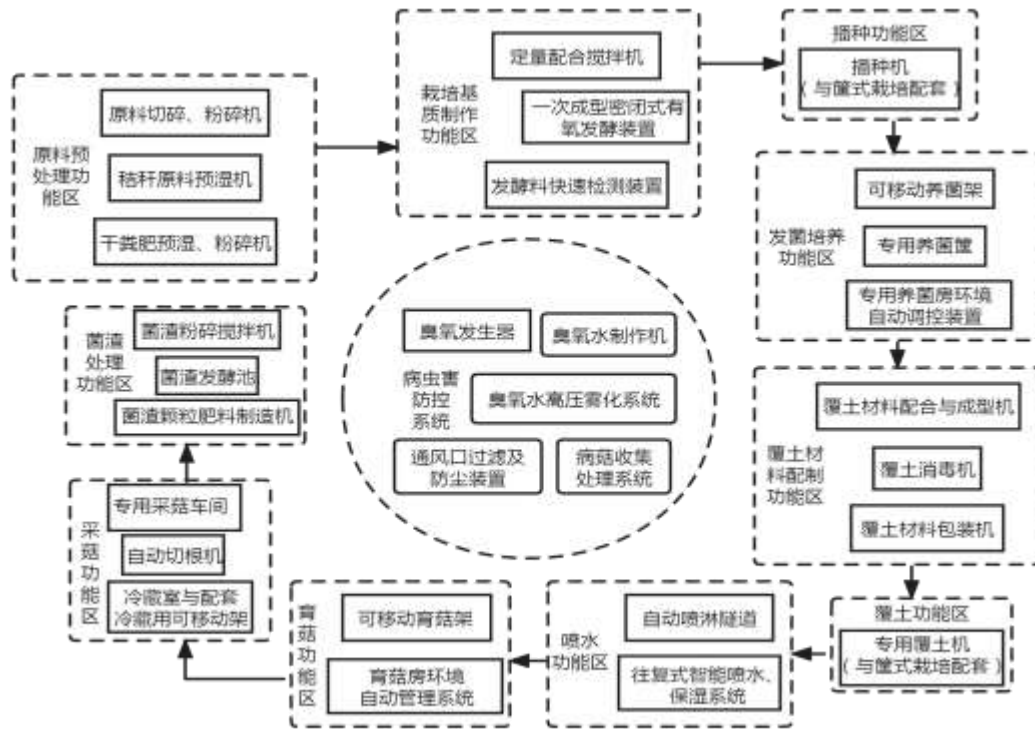 原料预
处理功
能区
原料切碎、粉碎机
秸秆原料预湿机
干粪肥预湿、粉碎机
栽培基
质制作
功能区
定量配合搅拌机
一次成型密闭式有
氧发酵装置
发酵料快速检测装置
播种功能区
播种机
(与筐式栽培配套)
发菌培养
功能区
可移动养菌架
专用养菌筐
专用养菌房环境
自动调控装置
覆土材
料配制
功能区
覆土材料配合与成型机
覆土消毒机
覆土材料包装机
覆土功能区
专用覆土机
(与筐式栽培配套)
喷水
功能区
自动喷淋隧道
往复式智能喷水、
保湿系统
育
菇
功
能
区
可移动育菇架
育菇房环境
自动管理系统
采
菇
功
能
区
专用采菇车间
自动切根机
冷藏室与配套
冷藏用可移动架
菌渣
处理
功能区
菌渣粉碎搅拌机
菌渣发酵池
菌渣颗粒肥料制造机
病虫害
防控
系统
臭氧发生器
臭氧水制作机
臭氧水高压雾化系统
通风口过滤及
防尘装置
病菇收集
处理系统